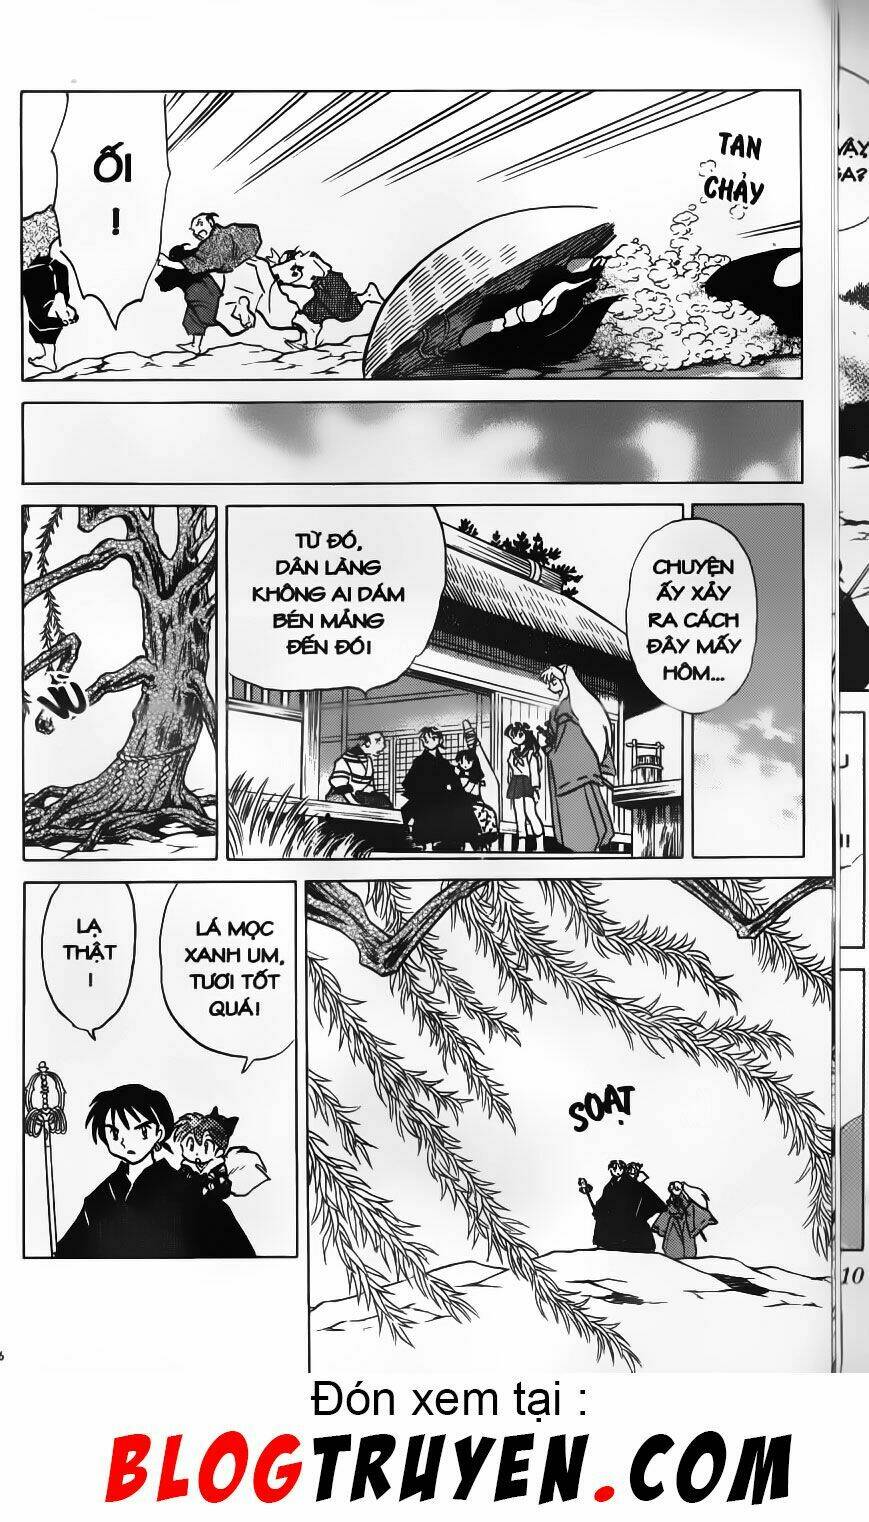 ỐI
!
TAN
CHẢY
CHUYỆN
ẤY XẢY
RA CÁCH
ĐÂY MẤY
HÔM...
TỪ ĐÓ,
DÂN LÀNG
KHÔNG AI DÁM
BÉN MẢNG
ĐẾN ĐÓ!
VÙ
LÁ MỌC
XANH UM,
TƯƠI TỐT
QUÁ!
LẠ
THẬT
!
SOẠT
10
Đón xem tại :
BLOGTRUYEN.COM